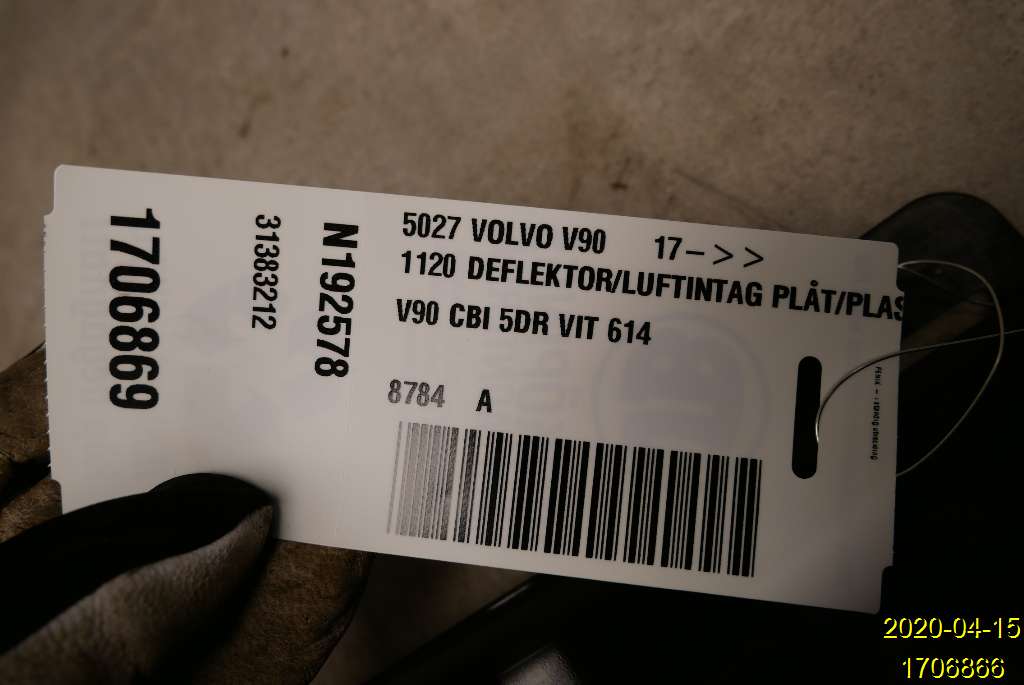 1706869
31383212
N192578
5027 VOLVO V90 17->>
1120 DEFLEKTOR/LUFTINTAG PLÅT/PLAS
V90 CBI 5DR VIT 614
8784 A
2020-04-15
1706866